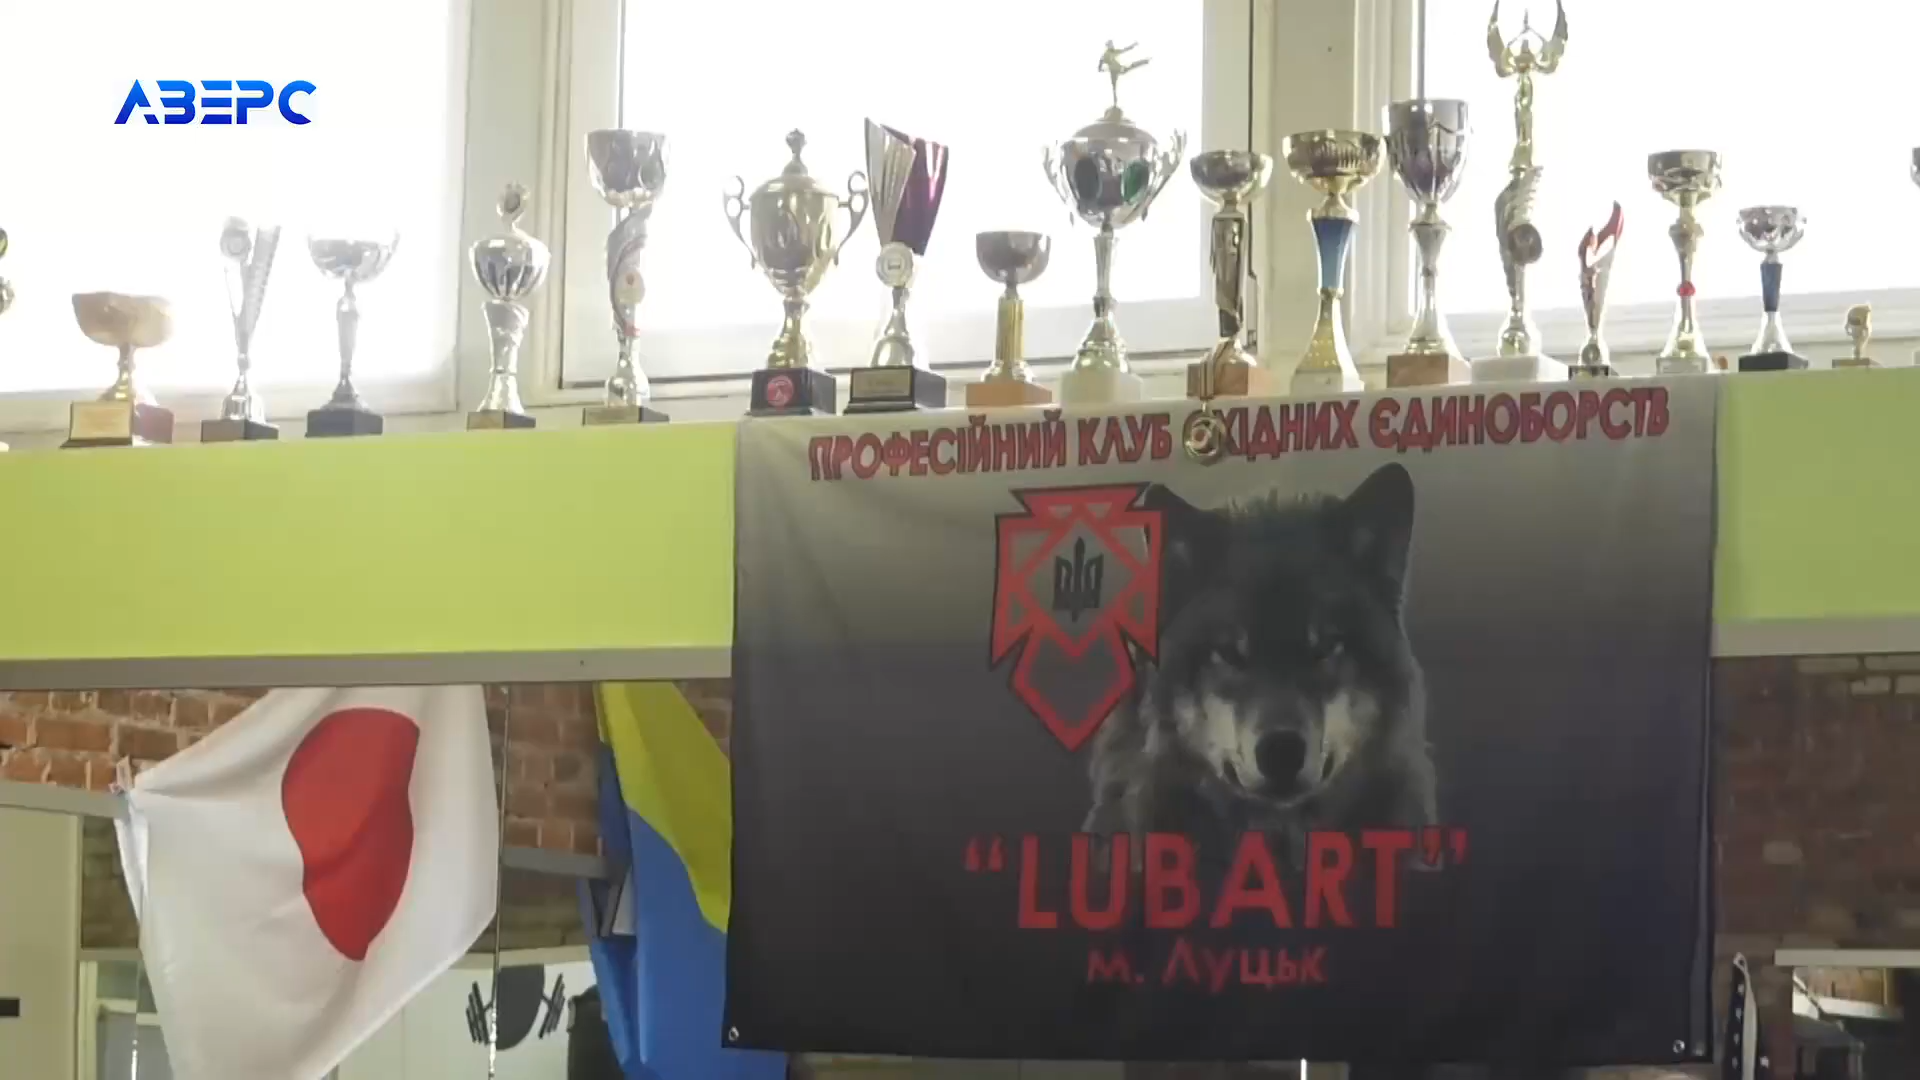 АВЕРС
ПРОФЕСІЙНИЙ КЛУБ СХІДНИХ ЄДИНОБОРСТВ
“LUBART”
м. Луцьк